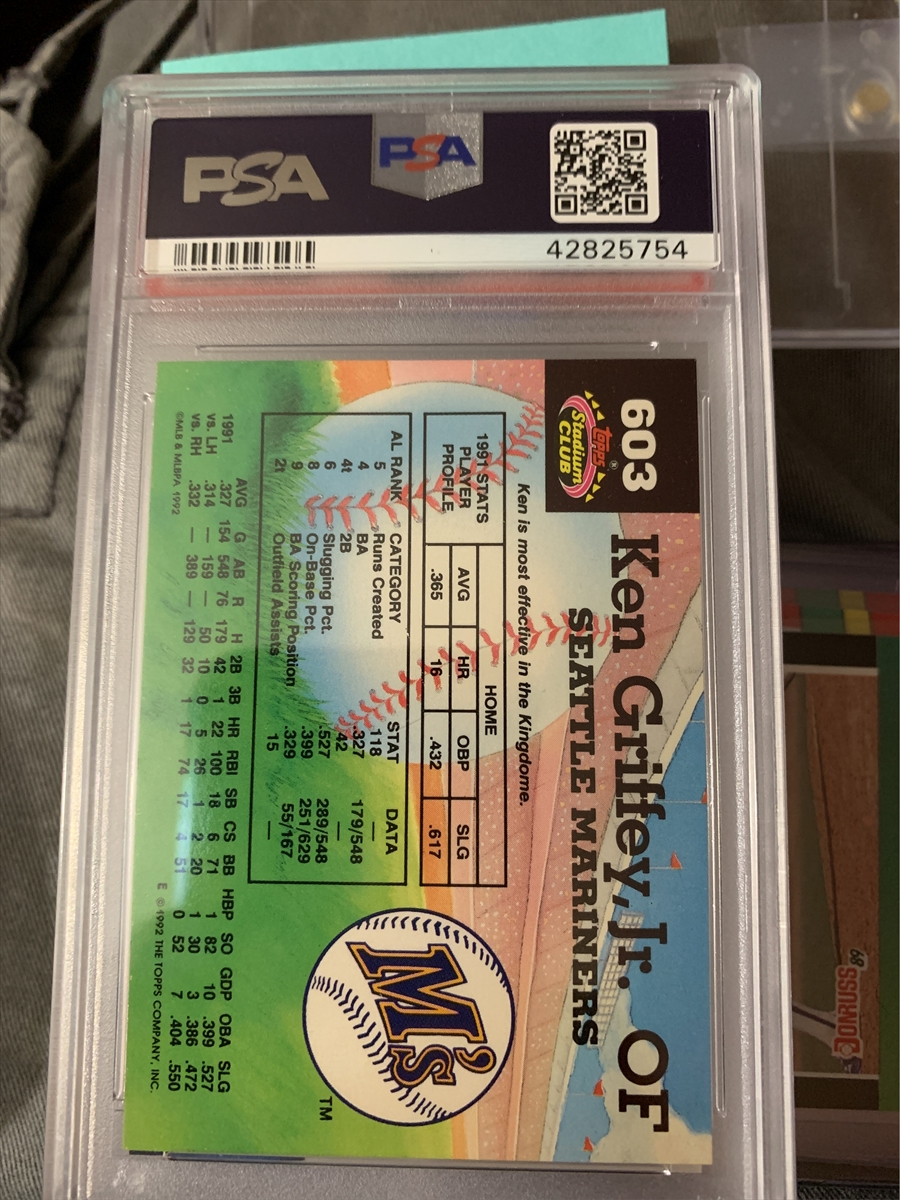 PSA
PSA
42825754
603
Topps®
Stadium
CLUB
Ken Griffey, Jr. OF
SEATTLE MARINERS
Ken is most effective in the Kingdome.
1991 STATS
PLAYER
PROFILE
HOME
AVG HR OBP SLG
.365 16 .432 .617
AL RANK CATEGORY STAT DATA
5 Runs Created 118 —
4 BA .327 179/548
4t 2B 42 —
6 Slugging Pct. .527 289/548
8 On-Base Pct. .399 251/629
9 BA Scoring Position .329 55/167
2t Outfield Assists 15 —
M's
TM
AVG G AB R H 2B 3B HR RBI SB CS BB HBP SO GDP OBA SLG
1991 .327 154 548 76 179 42 1 22 100 18 6 71 1 82 10 .399 .527
vs. LH .314 — 159 — 50 10 0 5 26 1 2 20 1 30 3 .386 .472
vs. RH .332 — 389 — 129 32 1 17 74 17 4 51 0 52 7 .404 .550
©MLB & MLBPA 1992
E © 1992 THE TOPPS COMPANY, INC.
DONRUSS
89